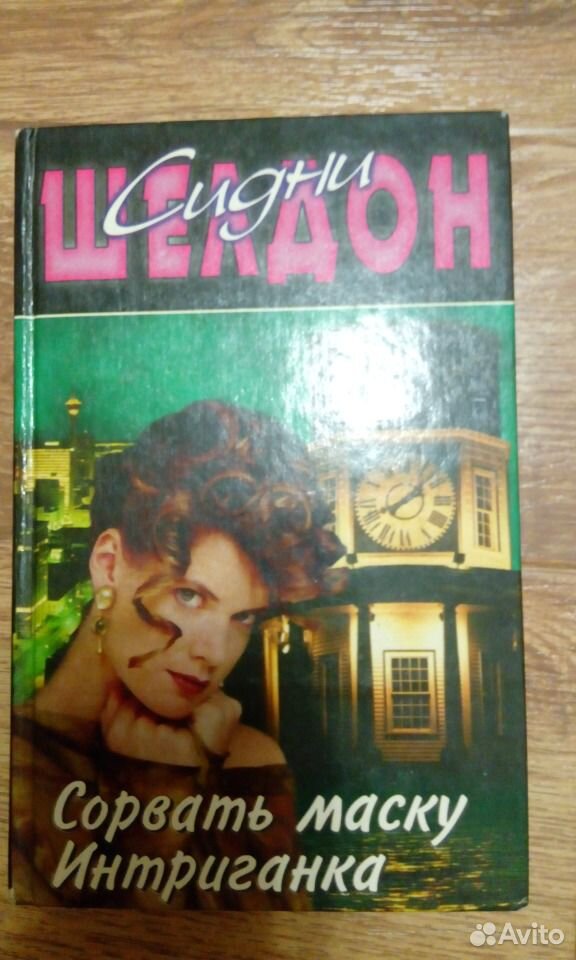 Сидни
ШЕЛДОН
Сорвать маску
Интриганка
Avito